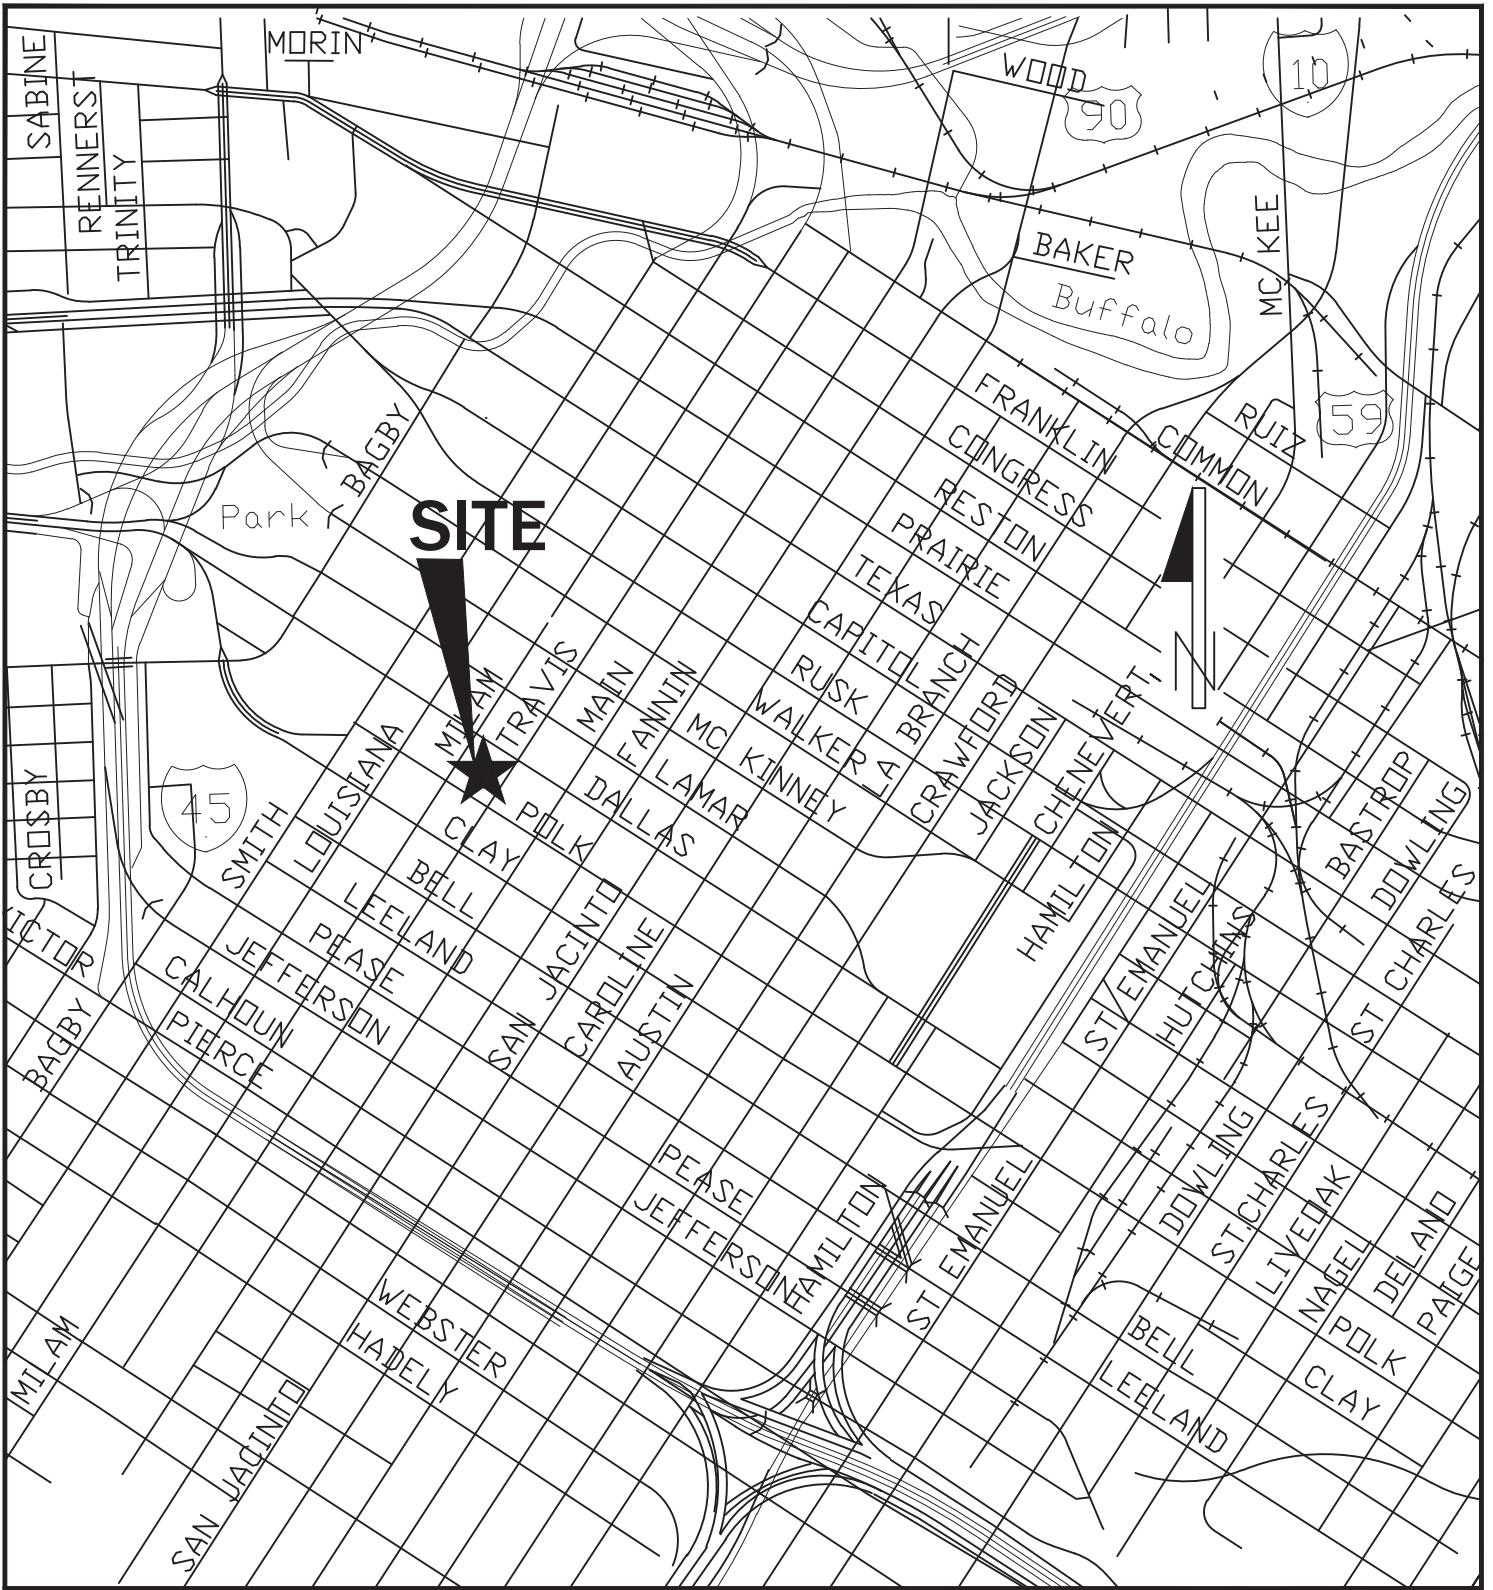 MORIN
SABINE
RENNERST
TRINITY
WOOD
90
10
MC KEE
BAKER
Buffalo
59
FRANKLIN
RUIZ
COMMON
CONGRESS
RESTON
PRAIRIE
BAGBY
Park
SITE
N
TEXAS
CAPITOL
RUSK
WALKER
BRANCH
LA
CRAWFORD
JACKSON
CHENEVERT
MILAM
TRAVIS
MAIN
FANNIN
MC KINNEY
LAMAR
DALLAS
POLK
CLAY
BELL
LEELAND
PEASE
JEFFERSON
CALHOUN
PIERCE
LOUISIANA
SMITH
45
CROSBY
VICTOR
BAGBY
SAN JACINTO
CAROLINE
AUSTIN
HAMILTON
ST EMANUEL
HUTCHINS
BASTROP
DOWLING
ST CHARLES
PEASE
JEFFERSON
HAMILTON
ST EMANUEL
DOWLING
ST.CHARLES
LIVEOAK
NAGEL
DELANO
PAIGE
POLK
CLAY
BELL
LEELAND
WEBSTER
HADELY
MILAM
SAN JACINTO